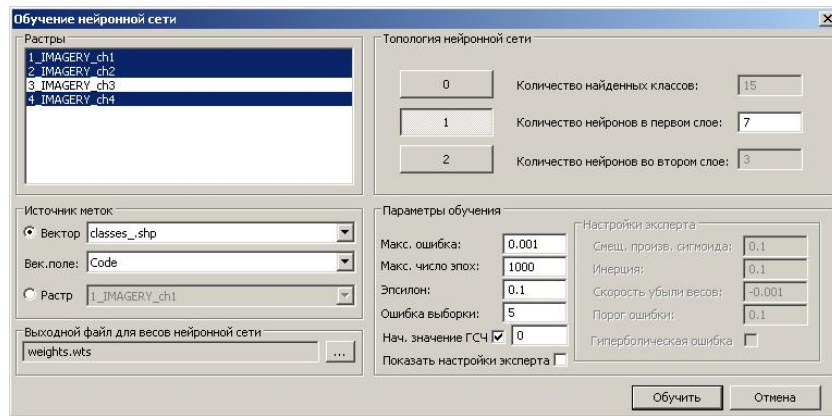 Обучение нейронной сети
Растры
1_IMAGERY_ch1
2_IMAGERY_ch2
3_IMAGERY_ch3
4_IMAGERY_ch4
Топология нейронной сети
0
Количество найденных классов: 15
1
Количество нейронов в первом слое: 7
2
Количество нейронов во втором слое: 3
Источник меток
Вектор classes_.shp
Век.поле: Code
Растр 1_IMAGERY_ch1
Выходной файл для весов нейронной сети
weights.wts ...
Параметры обучения
Макс. ошибка: 0.001
Макс. число эпох: 1000
Эпсилон: 0.1
Ошибка выборки: 5
Нач. значение ГСЧ 0
Показать настройки эксперта
Настройки эксперта
Смещ. произв. сигмоида: 0.1
Инерция: 0.1
Скорость убыли весов: -0.001
Порог ошибки: 0.1
Гиперболическая ошибка
Обучить Отмена